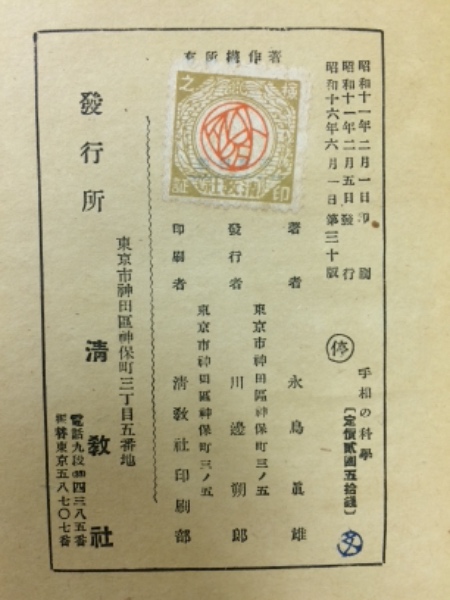 著作權所有
昭和十一年二月一日印刷
昭和十一年二月五日發行
昭和十六年六月一日第三十版
停
手相の科學
〔定價貳圓五拾錢〕
著者 永鳥眞雄
東京市神田區神保町三ノ五
發行者 川邊朔郎
東京市神田區神保町三ノ五
印刷者 淸敎社印刷部
發行所
東京市神田區神保町三丁目五番地
淸敎社
電話九段四三八五番
振替東京五八七〇七番